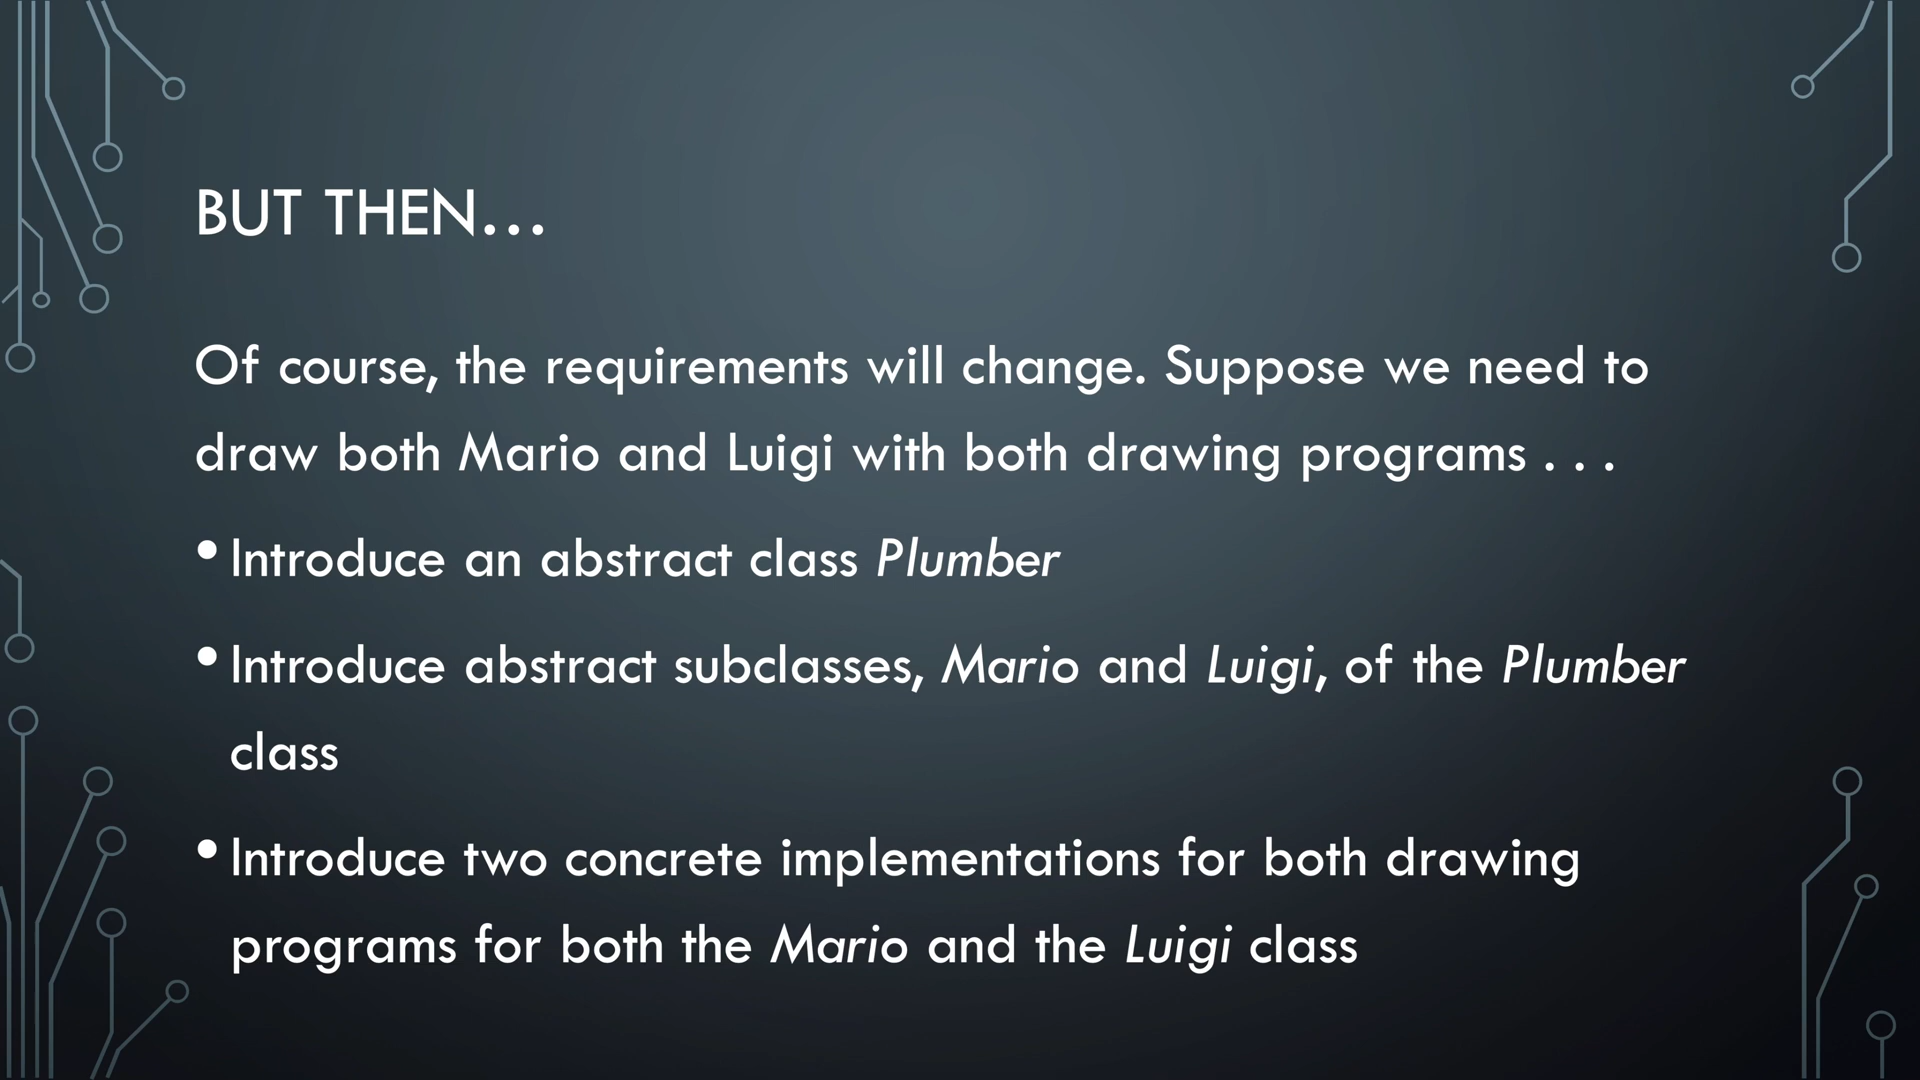 BUT THEN…
Of course, the requirements will change. Suppose we need to
draw both Mario and Luigi with both drawing programs . . .
• Introduce an abstract class Plumber
• Introduce abstract subclasses, Mario and Luigi, of the Plumber
class
• Introduce two concrete implementations for both drawing
programs for both the Mario and the Luigi class